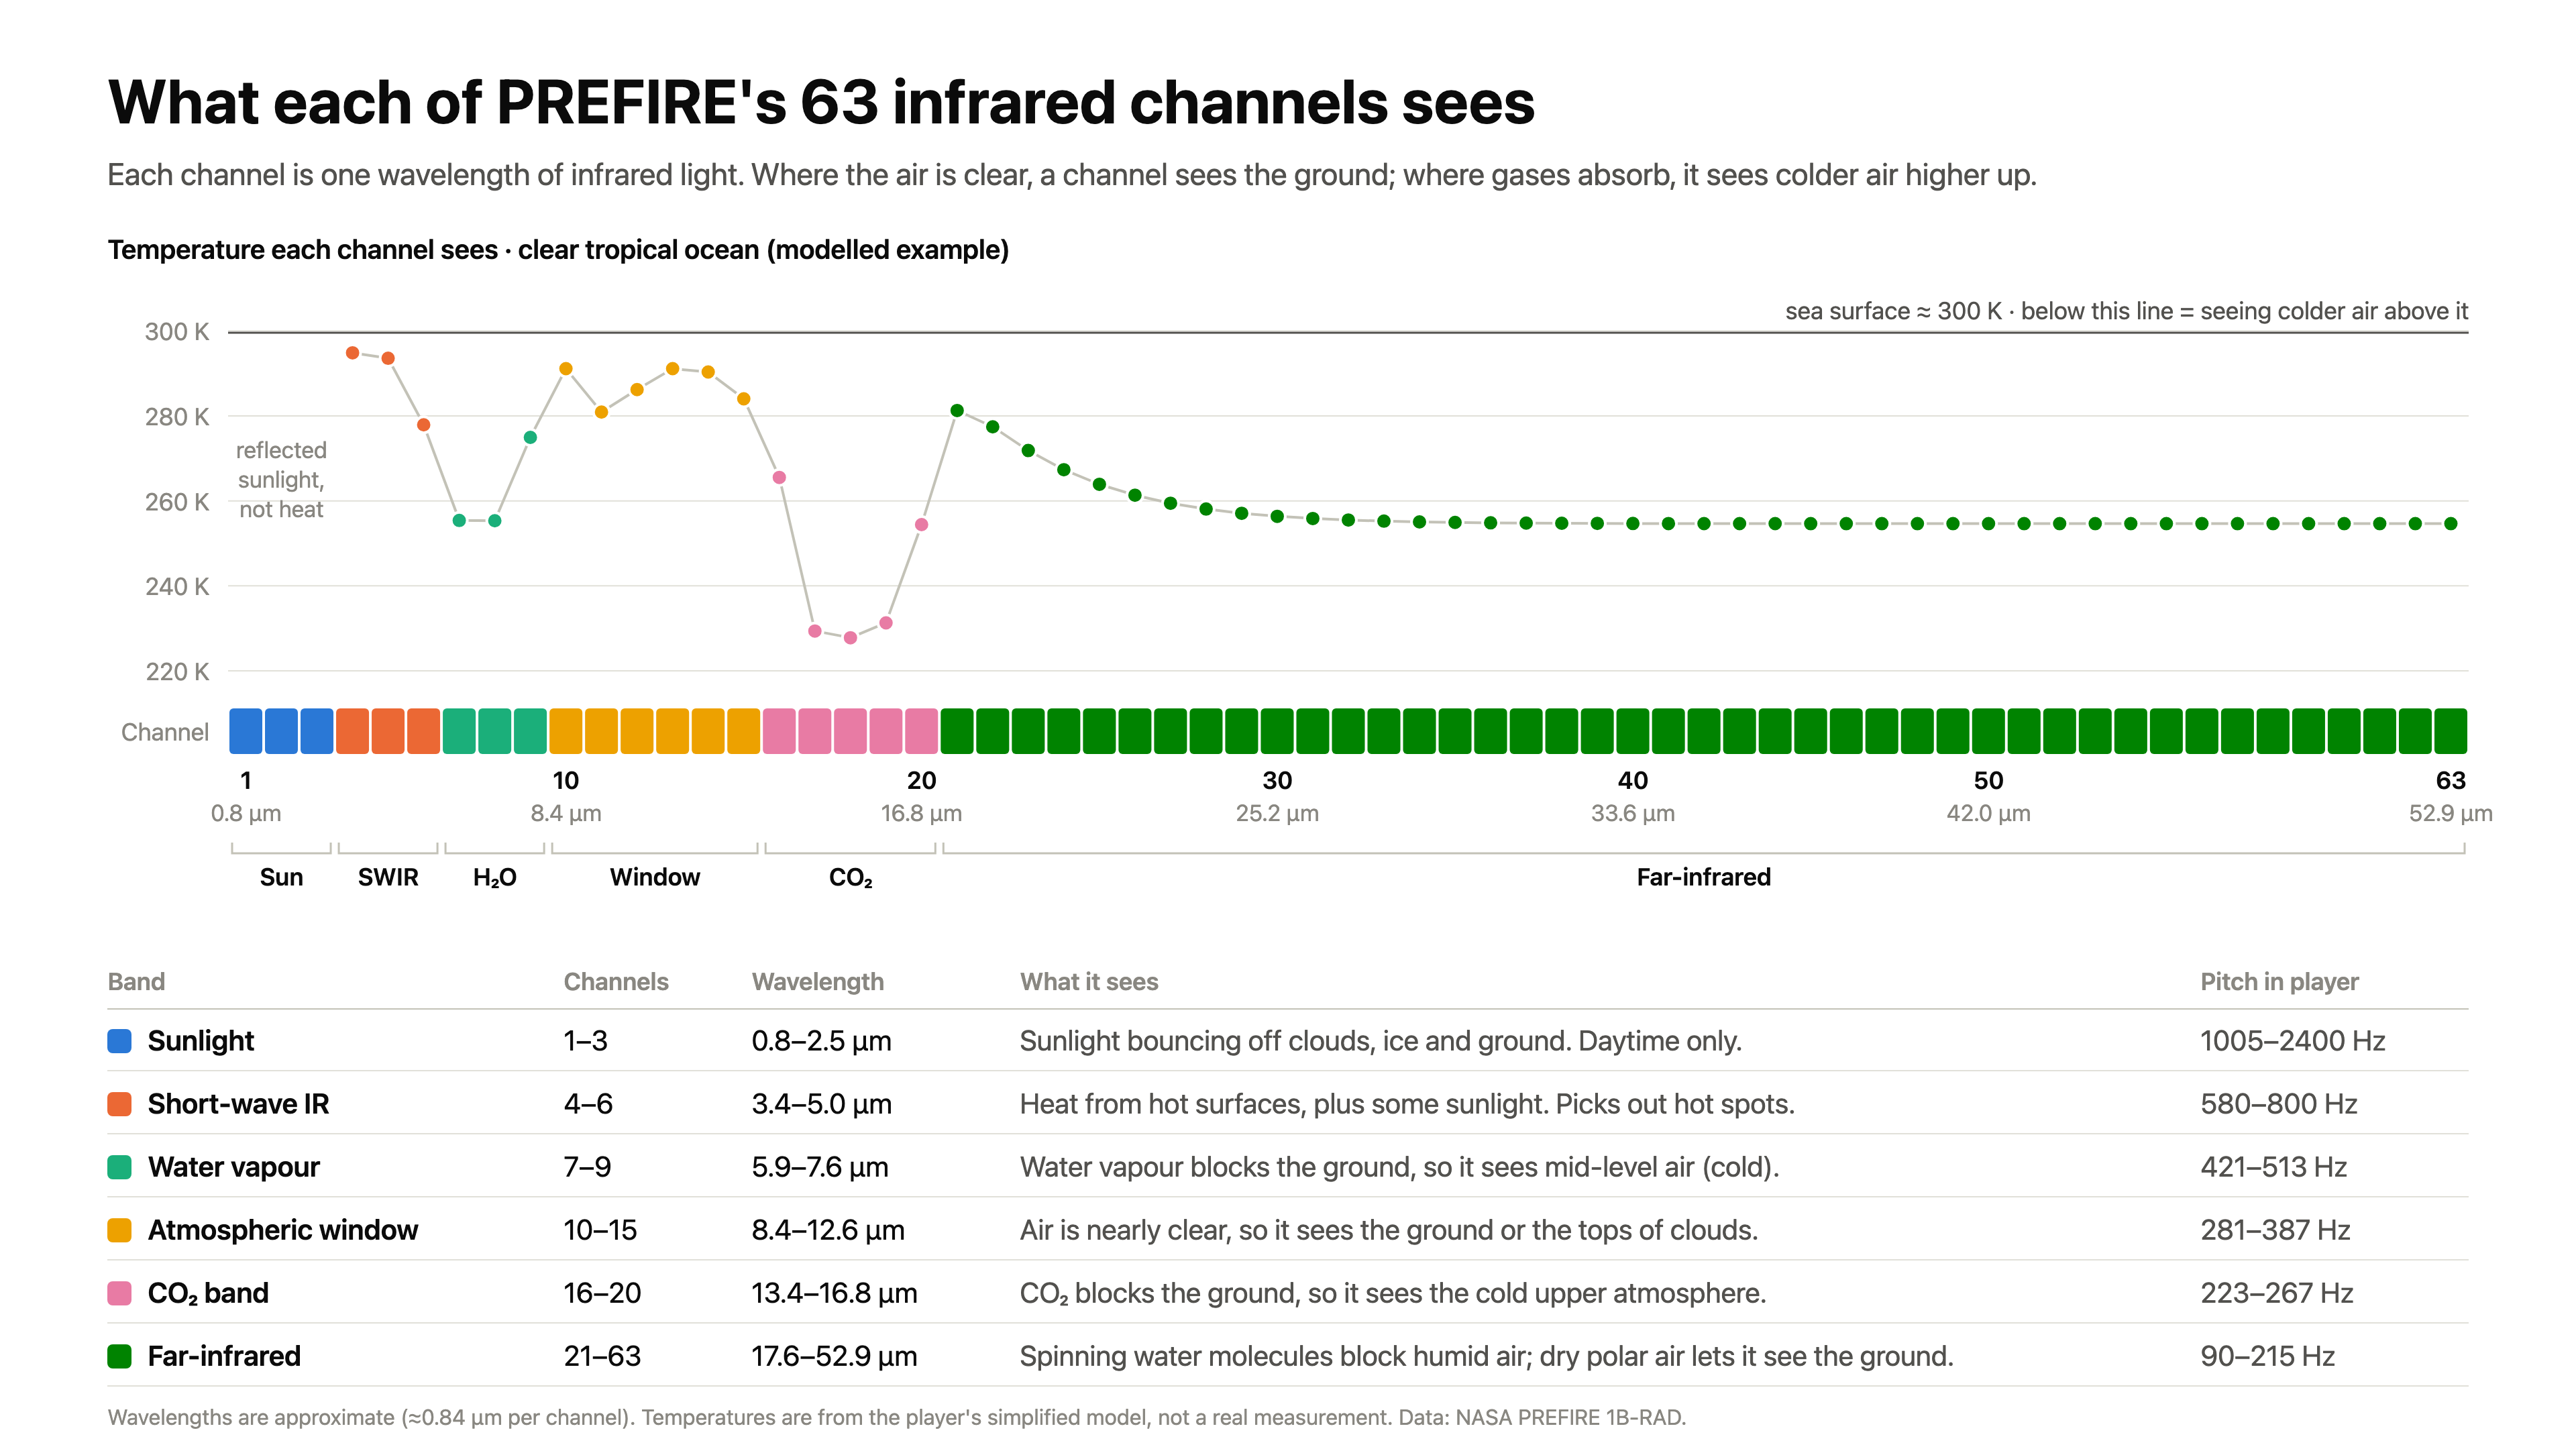 What each of PREFIRE's 63 infrared channels sees
Each channel is one wavelength of infrared light. Where the air is clear, a channel sees the ground; where gases absorb, it sees colder air higher up.
Temperature each channel sees · clear tropical ocean (modelled example)
sea surface ≈ 300 K · below this line = seeing colder air above it
300 K
280 K
reflected
sunlight,
not heat
260 K
240 K
220 K
Channel
1 10 20 30 40 50 63
0.8 µm 8.4 µm 16.8 µm 25.2 µm 33.6 µm 42.0 µm 52.9 µm
Sun SWIR H₂O Window CO₂ Far-infrared
Band Channels Wavelength What it sees Pitch in player
Sunlight 1–3 0.8–2.5 µm Sunlight bouncing off clouds, ice and ground. Daytime only. 1005–2400 Hz
Short-wave IR 4–6 3.4–5.0 µm Heat from hot surfaces, plus some sunlight. Picks out hot spots. 580–800 Hz
Water vapour 7–9 5.9–7.6 µm Water vapour blocks the ground, so it sees mid-level air (cold). 421–513 Hz
Atmospheric window 10–15 8.4–12.6 µm Air is nearly clear, so it sees the ground or the tops of clouds. 281–387 Hz
CO₂ band 16–20 13.4–16.8 µm CO₂ blocks the ground, so it sees the cold upper atmosphere. 223–267 Hz
Far-infrared 21–63 17.6–52.9 µm Spinning water molecules block humid air; dry polar air lets it see the ground. 90–215 Hz
Wavelengths are approximate (≈0.84 µm per channel). Temperatures are from the player's simplified model, not a real measurement. Data: NASA PREFIRE 1B-RAD.